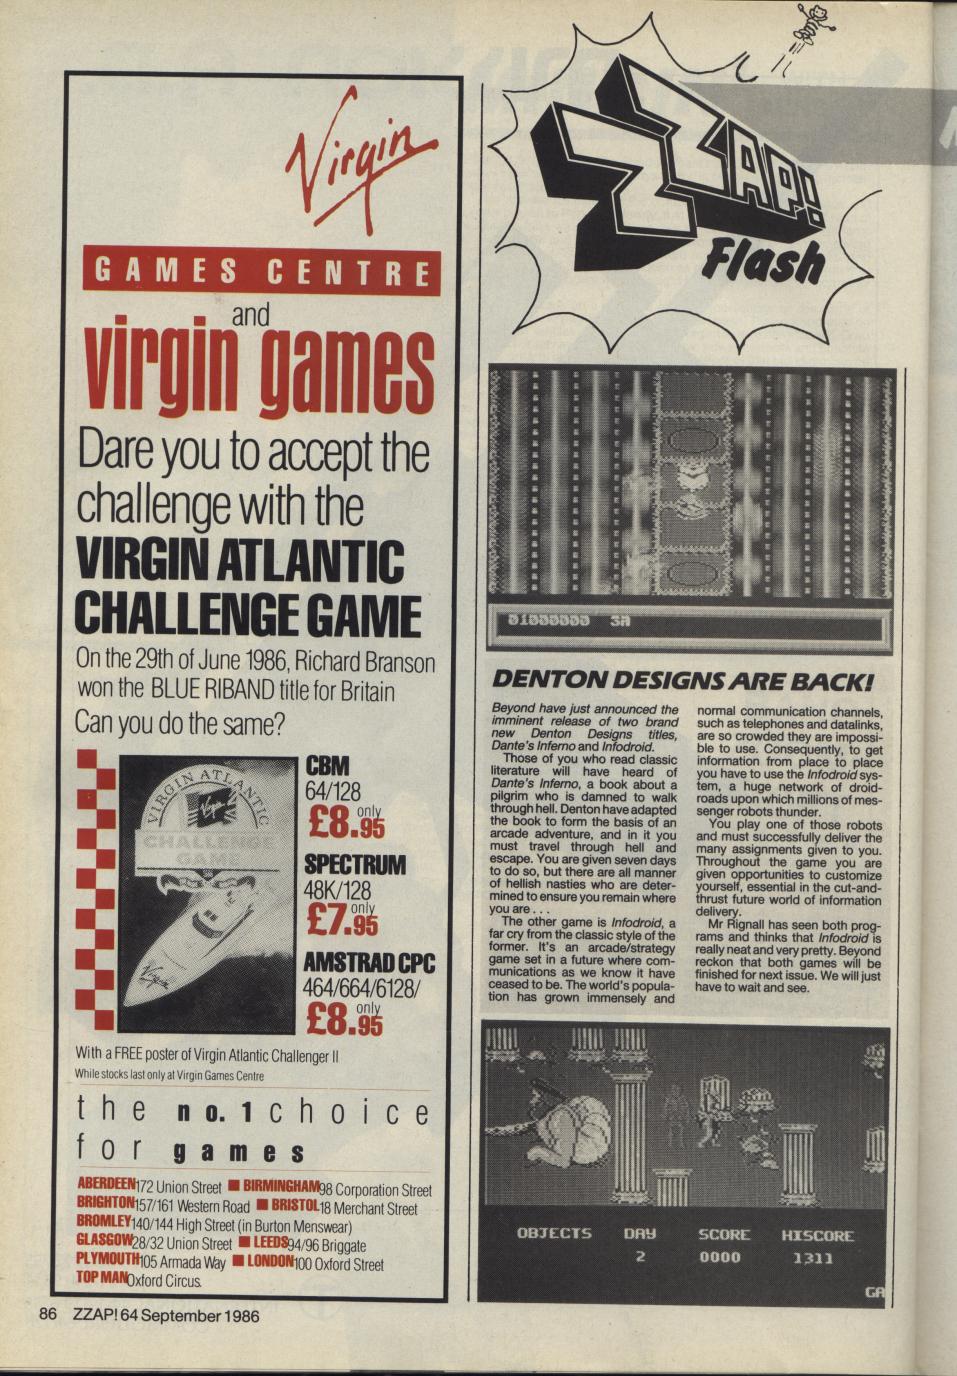 Virgin
GAMES CENTRE
and
virgin games
Dare you to accept the
challenge with the
VIRGIN ATLANTIC
CHALLENGE GAME
On the 29th of June 1986, Richard Branson
won the BLUE RIBAND title for Britain
Can you do the same?
VIRGIN ATLANTIC
Virgin
CHALLENGE
GAME
Virgin
CBM
64/128
only
£8.95
SPECTRUM
48K/128
only
£7.95
AMSTRAD CPC
464/664/6128/
only
£8.95
With a FREE poster of Virgin Atlantic Challenger II
While stocks last only at Virgin Games Centre
the no. 1 choice
for games
ABERDEEN 172 Union Street ■ BIRMINGHAM 98 Corporation Street
BRIGHTON 157/161 Western Road ■ BRISTOL 18 Merchant Street
BROMLEY 140/144 High Street (in Burton Menswear)
GLASGOW 28/32 Union Street ■ LEEDS 94/96 Briggate
PLYMOUTH 105 Armada Way ■ LONDON 100 Oxford Street
TOP MAN Oxford Circus.
86 ZZAP! 64 September 1986
ZZAP!
Flash
01000000 3A
DENTON DESIGNS ARE BACK!
Beyond have just announced the
imminent release of two brand
new Denton Designs titles,
Dante's Inferno and Infodroid.
Those of you who read classic
literature will have heard of
Dante's Inferno, a book about a
pilgrim who is damned to walk
through hell. Denton have adapted
the book to form the basis of an
arcade adventure, and in it you
must travel through hell and
escape. You are given seven days
to do so, but there are all manner
of hellish nasties who are deter-
mined to ensure you remain where
you are . . .
The other game is Infodroid, a
far cry from the classic style of the
former. It's an arcade/strategy
game set in a future where com-
munications as we know it have
ceased to be. The world's popula-
tion has grown immensely and
normal communication channels,
such as telephones and datalinks,
are so crowded they are impossi-
ble to use. Consequently, to get
information from place to place
you have to use the Infodroid sys-
tem, a huge network of droid-
roads upon which millions of mes-
senger robots thunder.
You play one of those robots
and must successfully deliver the
many assignments given to you.
Throughout the game you are
given opportunities to customize
yourself, essential in the cut-and-
thrust future world of information
delivery.
Mr Rignall has seen both prog-
rams and thinks that Infodroid is
really neat and very pretty. Beyond
reckon that both games will be
finished for next issue. We will just
have to wait and see.
OBJECTS DAY SCORE HISCORE
2 0000 1311
GA